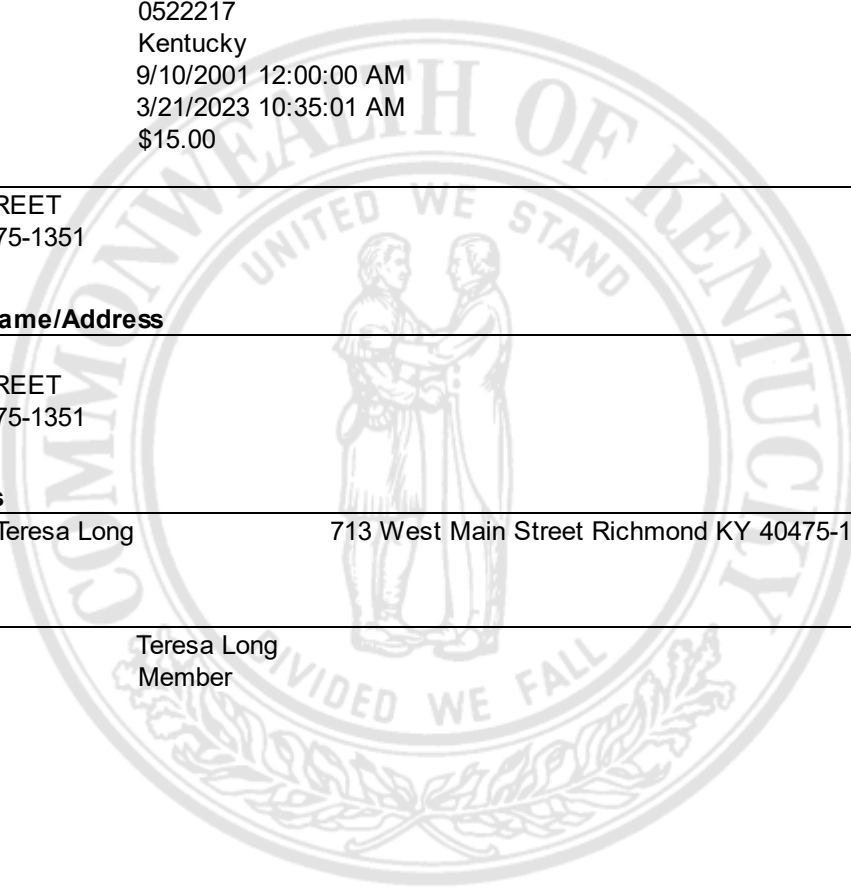 0522217
Kentucky
9/10/2001 12:00:00 AM
3/21/2023 10:35:01 AM
$15.00
REET
75-1351
ame/Address
REET
75-1351
s
Teresa Long 713 West Main Street Richmond KY 40475-1
Teresa Long
Member
COMMONWEALTH OF KENTUCKY
UNITED WE STAND
DIVIDED WE FALL